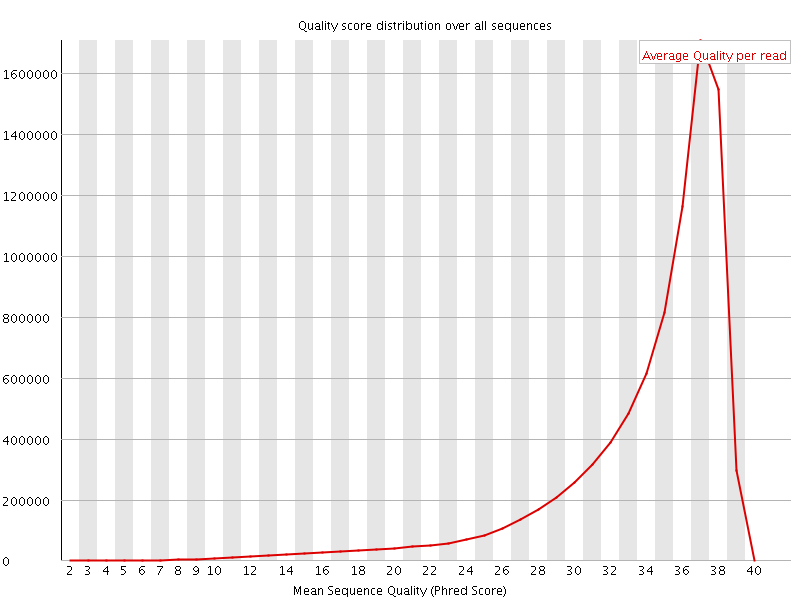 Quality score distribution over all sequences
Average Quality per read
1600000
1400000
1200000
1000000
800000
600000
400000
200000
0
2 3 4 5 6 7 8 9 10 12 14 16 18 20 22 24 26 28 30 32 34 36 38 40
Mean Sequence Quality (Phred Score)